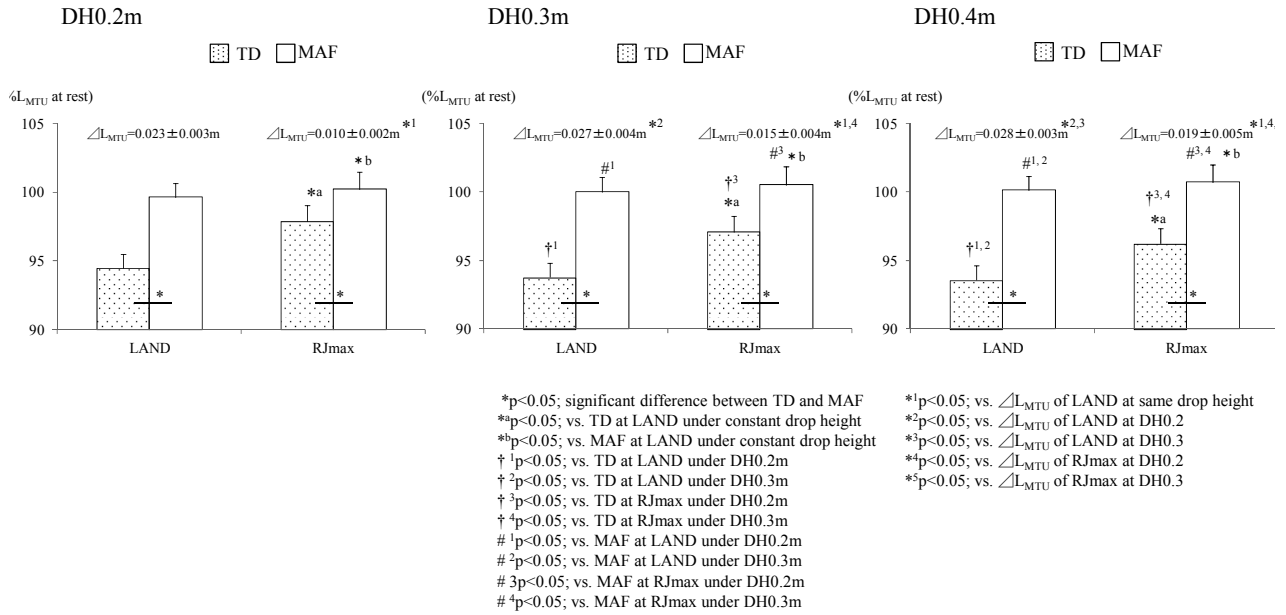 DH0.2m
TD MAF
%L_MTU at rest)
⊿L_MTU=0.023±0.003m
⊿L_MTU=0.010±0.002m *1
105
100
95
90
*a
*b
*
*
LAND
RJmax
DH0.3m
TD MAF
(%L_MTU at rest)
⊿L_MTU=0.027±0.004m *2
⊿L_MTU=0.015±0.004m *1,4
105
100
95
90
†1
#1
†3
*a
#3 *b
*
*
LAND
RJmax
DH0.4m
TD MAF
(%L_MTU at rest)
⊿L_MTU=0.028±0.003m *2,3
⊿L_MTU=0.019±0.005m *1,4,
105
100
95
90
†1, 2
#1, 2
†3, 4
*a
#3, 4 *b
*
*
LAND
RJmax
*p<0.05; significant difference between TD and MAF
*a p<0.05; vs. TD at LAND under constant drop height
*b p<0.05; vs. MAF at LAND under constant drop height
† 1p<0.05; vs. TD at LAND under DH0.2m
† 2p<0.05; vs. TD at LAND under DH0.3m
† 3p<0.05; vs. TD at RJmax under DH0.2m
† 4p<0.05; vs. TD at RJmax under DH0.3m
# 1p<0.05; vs. MAF at LAND under DH0.2m
# 2p<0.05; vs. MAF at LAND under DH0.3m
# 3p<0.05; vs. MAF at RJmax under DH0.2m
# 4p<0.05; vs. MAF at RJmax under DH0.3m
*1p<0.05; vs. ⊿L_MTU of LAND at same drop height
*2p<0.05; vs. ⊿L_MTU of LAND at DH0.2
*3p<0.05; vs. ⊿L_MTU of LAND at DH0.3
*4p<0.05; vs. ⊿L_MTU of RJmax at DH0.2
*5p<0.05; vs. ⊿L_MTU of RJmax at DH0.3